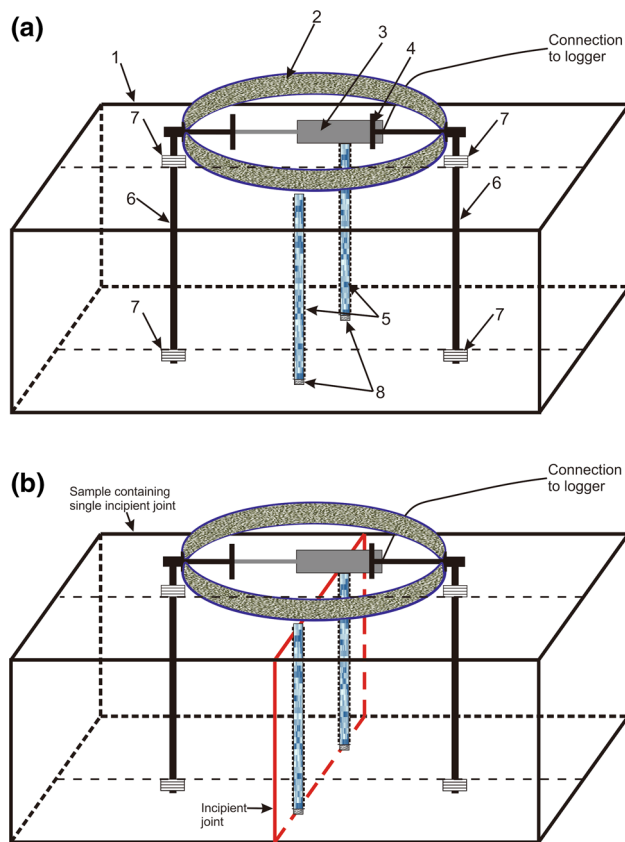 (a)
1
2
3
4
Connection
to logger
7
7
6
6
7
5
7
8
(b)
Sample containing
single incipient joint
Connection
to logger
Incipient
joint